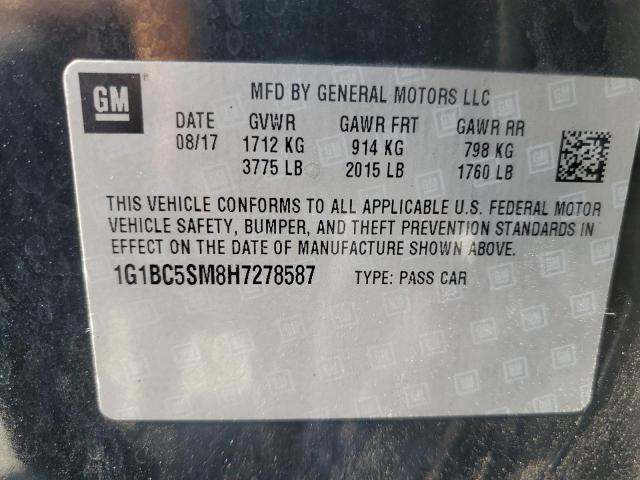 GM
MFD BY GENERAL MOTORS LLC
DATE GVWR GAWR FRT GAWR RR
08/17 1712 KG 914 KG 798 KG
3775 LB 2015 LB 1760 LB
THIS VEHICLE CONFORMS TO ALL APPLICABLE U.S. FEDERAL MOTOR
VEHICLE SAFETY, BUMPER, AND THEFT PREVENTION STANDARDS IN
EFFECT ON THE DATE OF MANUFACTURE SHOWN ABOVE.
1G1BC5SM8H7278587 TYPE: PASS CAR